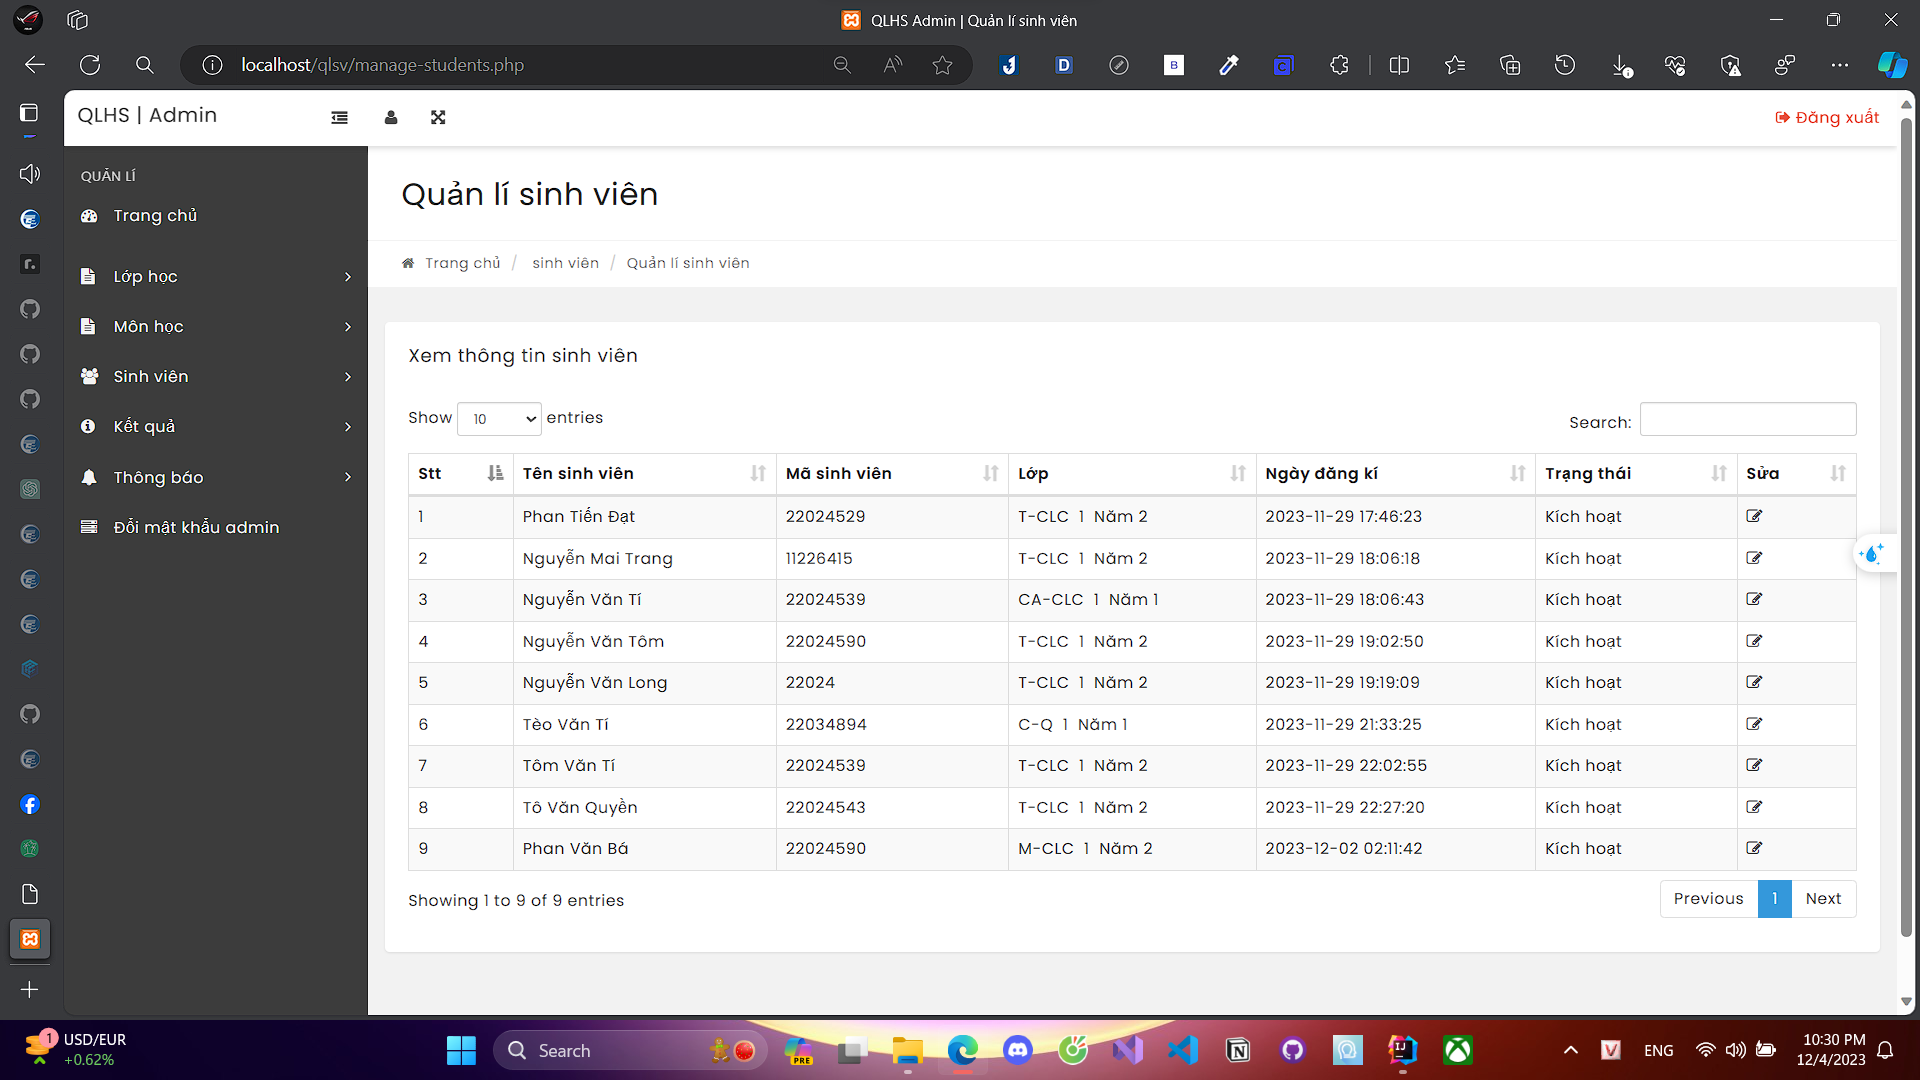 QLHS Admin | Quản lí sinh viên
localhost/qlsv/manage-students.php
QLHS | Admin
Đăng xuất
QUẢN LÍ
Trang chủ
Lớp học
Môn học
Sinh viên
Kết quả
Thông báo
Đổi mật khẩu admin
Quản lí sinh viên
Trang chủ / sinh viên / Quản lí sinh viên
Xem thông tin sinh viên
Show 10 entries
Search:
Stt Tên sinh viên Mã sinh viên Lớp Ngày đăng kí Trạng thái Sửa
1 Phan Tiến Đạt 22024529 T-CLC 1 Năm 2 2023-11-29 17:46:23 Kích hoạt
2 Nguyễn Mai Trang 11226415 T-CLC 1 Năm 2 2023-11-29 18:06:18 Kích hoạt
3 Nguyễn Văn Tí 22024539 CA-CLC 1 Năm 1 2023-11-29 18:06:43 Kích hoạt
4 Nguyễn Văn Tôm 22024590 T-CLC 1 Năm 2 2023-11-29 19:02:50 Kích hoạt
5 Nguyễn Văn Long 22024 T-CLC 1 Năm 2 2023-11-29 19:19:09 Kích hoạt
6 Tèo Văn Tí 22034894 C-Q 1 Năm 1 2023-11-29 21:33:25 Kích hoạt
7 Tôm Văn Tí 22024539 T-CLC 1 Năm 2 2023-11-29 22:02:55 Kích hoạt
8 Tô Văn Quyền 22024543 T-CLC 1 Năm 2 2023-11-29 22:27:20 Kích hoạt
9 Phan Văn Bá 22024590 M-CLC 1 Năm 2 2023-12-02 02:11:42 Kích hoạt
Showing 1 to 9 of 9 entries
Previous 1 Next
1
USD/EUR
+0.62%
Search
PRE
ENG
10:30 PM
12/4/2023